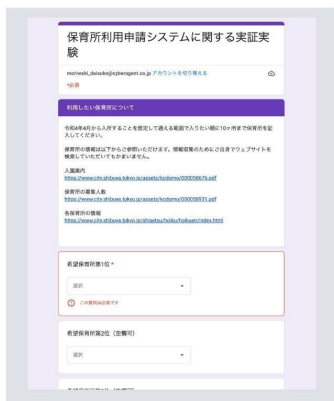 保育所利用申請システムに関する実証実
験
moriwaki_daisuke@cyberagent.co.jp アカウントを切り替える
*必須
利用したい保育所について
令和4年4月から入所することを想定して通える範囲で入りたい順に10ヶ所まで保育所を記
入してください。
保育所の情報は以下からご参照いただけます。情報収集のためにご自身でウェブサイトを
検索していただいてもかまいません。
入園案内
https://www.city.shibuya.tokyo.jp/assets/kodomo/000058676.pdf
保育所の募集人数
https://www.city.shibuya.tokyo.jp/assets/kodomo/000058931.pdf
各保育所の情報
https://www.city.shibuya.tokyo.jp/shisetsu/hoiku/hoikuen/index.html
希望保育所第1位 *
選択
この質問は必須です
希望保育所第2位（空欄可）
選択